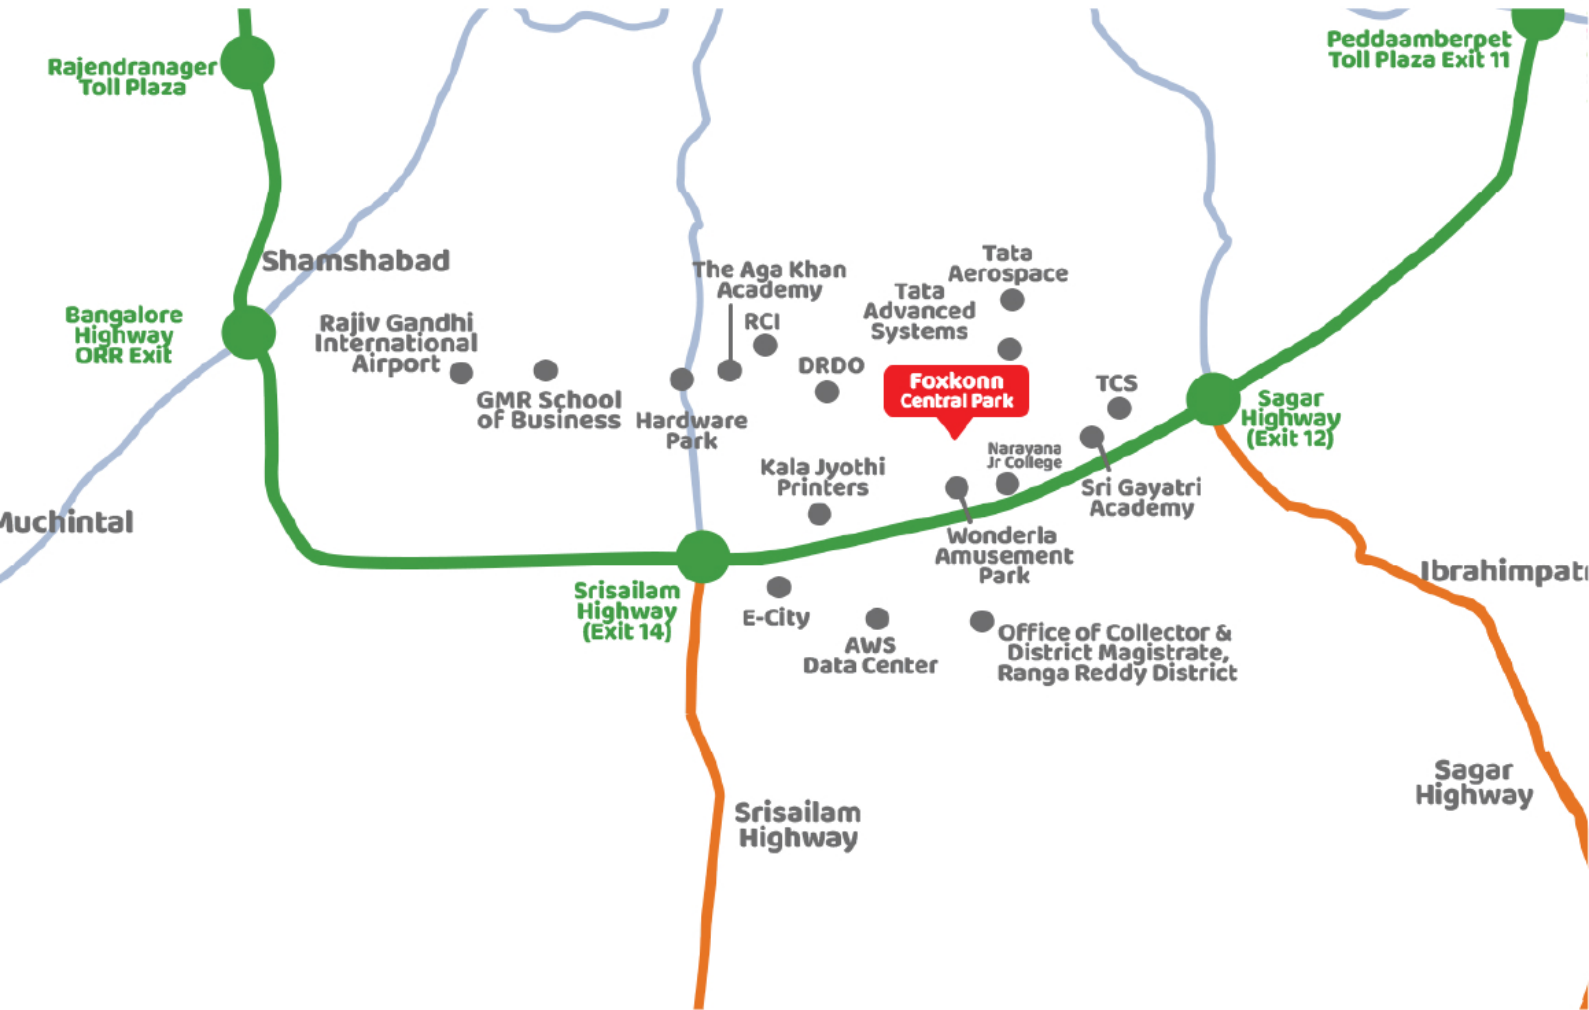 Rajendranager
Toll Plaza
Peddaamberpet
Toll Plaza Exit 11
Shamshabad
Bangalore
Highway
ORR Exit
Rajiv Gandhi
International
Airport
GMR School
of Business
The Aga Khan
Academy
RCI
Hardware
Park
DRDO
Tata
Aerospace
Tata
Advanced
Systems
Foxkonn
Central Park
TCS
Sagar
Highway
(Exit 12)
Narayana
Jr College
Kala Jyothi
Printers
Sri Gayatri
Academy
Muchintal
Wonderla
Amusement
Park
Srisailam
Highway
(Exit 14)
E-City
AWS
Data Center
Office of Collector &
District Magistrate,
Ranga Reddy District
Ibrahimpat
Sagar
Highway
Srisailam
Highway